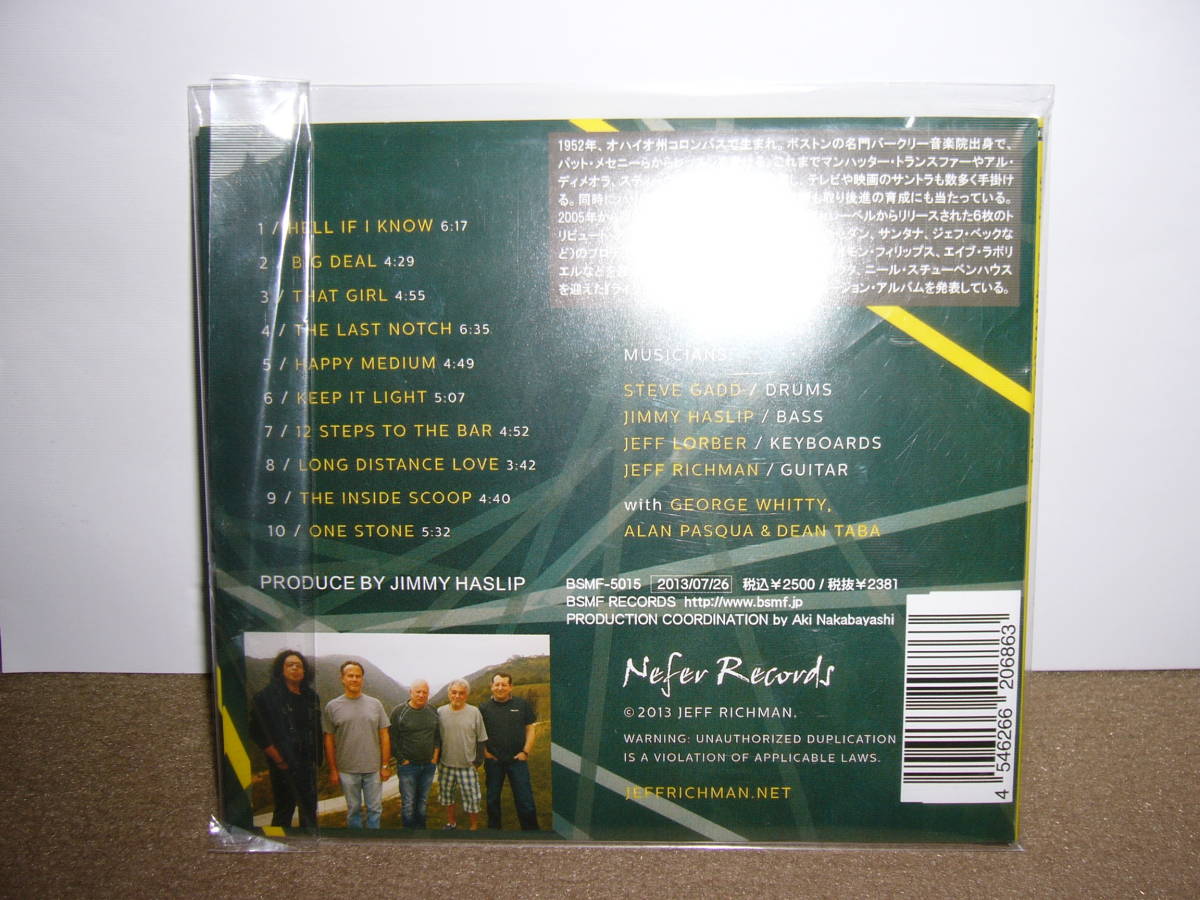 1952年、オハイオ州コロンバスで生まれ。ボストンの名門バークリー音楽院出身で、
パット・メセニーらから これまでマンハッター・トランスファーやアル・
ディメオラ、スティ テレビや映画のサントラも数多く手掛け
る。同時に も取り後進の育成にも当たっている。
2005年から レーベルからリリースされた6枚のト
リビュート ダン、サンタナ、ジェフ・ベックな
ど)のプロ イモン・フィリップス、エイブ・ラボリ
エルなどを ニール・スチューベンハウス
を迎えた『ライ ション・アルバムを発表している。
1 / HELL IF I KNOW 6:17
2 / BIG DEAL 4:29
3 / THAT GIRL 4:55
4 / THE LAST NOTCH 6:35
5 / HAPPY MEDIUM 4:49
6 / KEEP IT LIGHT 5:07
7 / 12 STEPS TO THE BAR 4:52
8 / LONG DISTANCE LOVE 3:42
9 / THE INSIDE SCOOP 4:40
10 / ONE STONE 5:32
PRODUCE BY JIMMY HASLIP
MUSICIANS
STEVE GADD / DRUMS
JIMMY HASLIP / BASS
JEFF LORBER / KEYBOARDS
JEFF RICHMAN / GUITAR
with GEORGE WHITTY,
ALAN PASQUA & DEAN TABA
BSMF-5015 2013/07/26 税込¥2500 / 税抜¥2381
BSMF RECORDS http://www.bsmf.jp
PRODUCTION COORDINATION by Aki Nakabayashi
Nefer Records
© 2013 JEFF RICHMAN.
WARNING: UNAUTHORIZED DUPLICATION
IS A VIOLATION OF APPLICABLE LAWS.
JEFFRICHMAN.NET
4 546266 206863